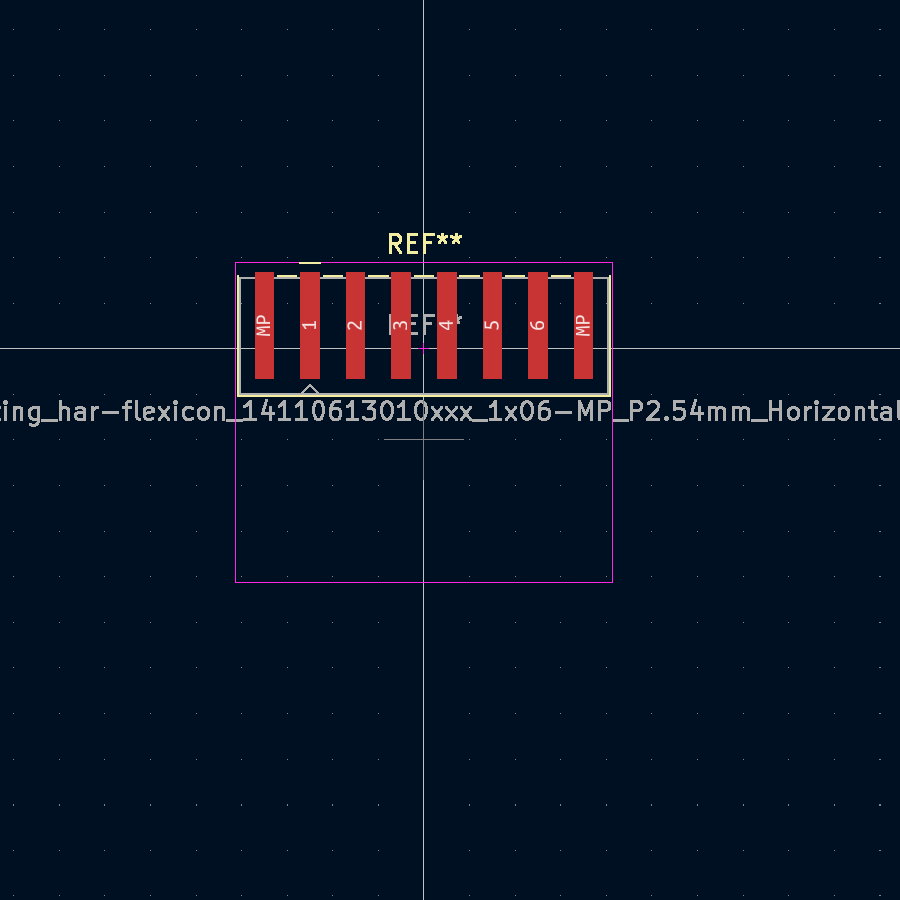 REF**
REF**
MP 1 2 3 4 5 6 MP
ting_har-flexicon_14110613010xxx_1x06-MP_P2.54mm_Horizontal